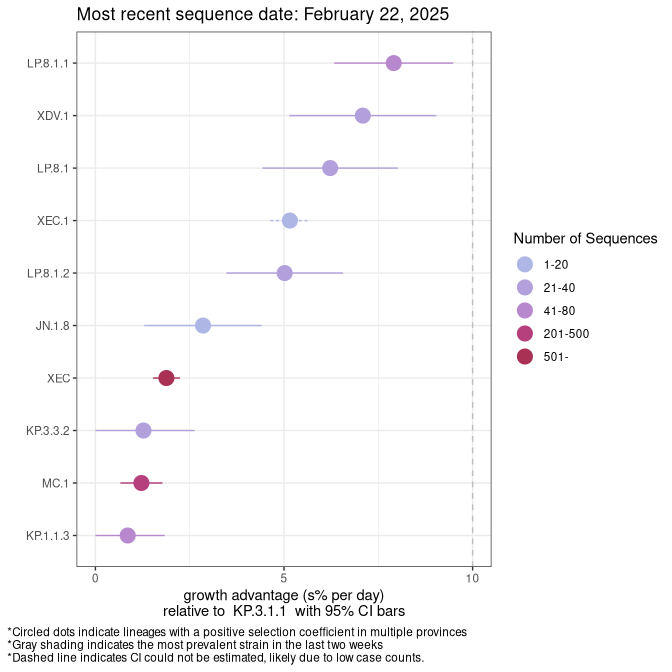 Most recent sequence date: February 22, 2025
LP.8.1.1
XDV.1
LP.8.1
XEC.1
LP.8.1.2
JN.1.8
XEC
KP.3.3.2
MC.1
KP.1.1.3
0
5
10
growth advantage (s% per day)
relative to KP.3.1.1 with 95% CI bars
Number of Sequences
1-20
21-40
41-80
201-500
501-
*Circled dots indicate lineages with a positive selection coefficient in multiple provinces
*Gray shading indicates the most prevalent strain in the last two weeks
*Dashed line indicates CI could not be estimated, likely due to low case counts.